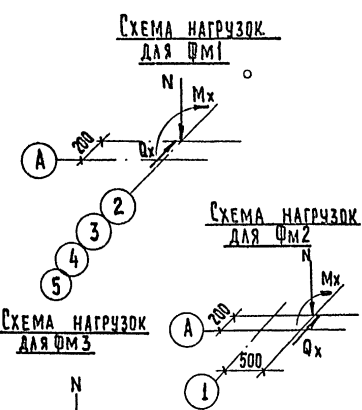 СХЕМА НАГРУЗОК
ДЛЯ ФМ1
N
Mx
Qx
200
А
2
3
4
5
СХЕМА НАГРУЗОК
ДЛЯ ФМ2
N
Mx
200
А
Qx
500
1
СХЕМА НАГРУЗОК
ДЛЯ ФМ3
N